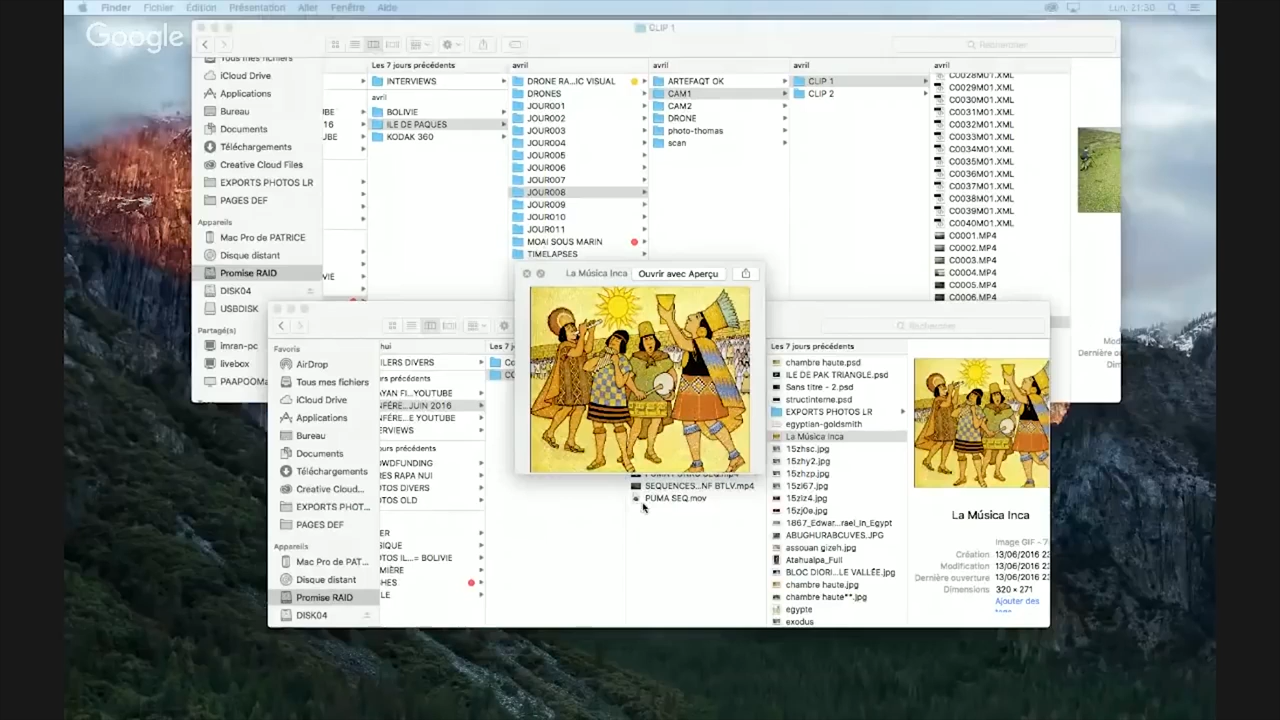 Finder Fichier Édition Présentation Aller Fenêtre Aide Lun. 21:30
Google
CLIP 1
Rechercher
Tous mes fichiers
iCloud Drive
Applications
Bureau
Documents
Téléchargements
Creative Cloud Files
EXPORTS PHOTOS LR
PAGES DEF
Appareils
Mac Pro de PATRICE
Disque distant
Promise RAID
DISK04
USBDISK
Partagé(s)
imran-pc
livebox
Les 7 jours précédents
INTERVIEWS
avril
BOLIVIE
ILE DE PAQUES
KODAK 360
avril
DRONE RA...IC VISUAL
DRONES
JOUR001
JOUR002
JOUR003
JOUR004
JOUR005
JOUR006
JOUR007
JOUR008
JOUR009
JOUR010
JOUR011
MOAI SOUS MARIN
TIMELAPSES
avril
ARTEFAQT OK
CAM1
CAM2
DRONE
photo-thomas
scan
avril
CLIP 1
CLIP 2
avril
C0028M01.XML
C0029M01.XML
C0030M01.XML
C0031M01.XML
C0032M01.XML
C0033M01.XML
C0034M01.XML
C0035M01.XML
C0036M01.XML
C0037M01.XML
C0038M01.XML
C0039M01.XML
C0040M01.XML
C0001.MP4
C0002.MP4
C0003.MP4
C0004.MP4
C0005.MP4
C0006.MP4
La Música Inca Ouvrir avec Aperçu
Rechercher
Favoris
AirDrop
Tous mes fichiers
iCloud Drive
Applications
Bureau
Documents
Téléchargements
Creative Cloud...
EXPORTS PHOT...
PAGES DEF
Appareils
Mac Pro de PAT...
Disque distant
Promise RAID
DISK04
SEQUENCES...NF BTLV.mp4
PUMA SEQ.mov
Les 7 jours précédents
chambre haute.psd
ILE DE PAK TRIANGLE.psd
Sans titre - 2.psd
structinterne.psd
EXPORTS PHOTOS LR
egyptian-goldsmith
La Música Inca
15zhsc.jpg
15zhy2.jpg
15zhzp.jpg
15zi67.jpg
15ziz4.jpg
15zj0e.jpg
1867_Edwar...rael_in_Egypt
ABUGHURABCUVES.JPG
assouan gizeh.jpg
Atahualpa_Full
BLOC DIORI...LE VALLÉE.jpg
chambre haute.jpg
chambre haute**.jpg
egypte
exodus
La Música Inca
Création 13/06/2016
Modification 13/06/2016
Dernière ouverture 13/06/2016
Dimensions 320 × 271
Ajouter des